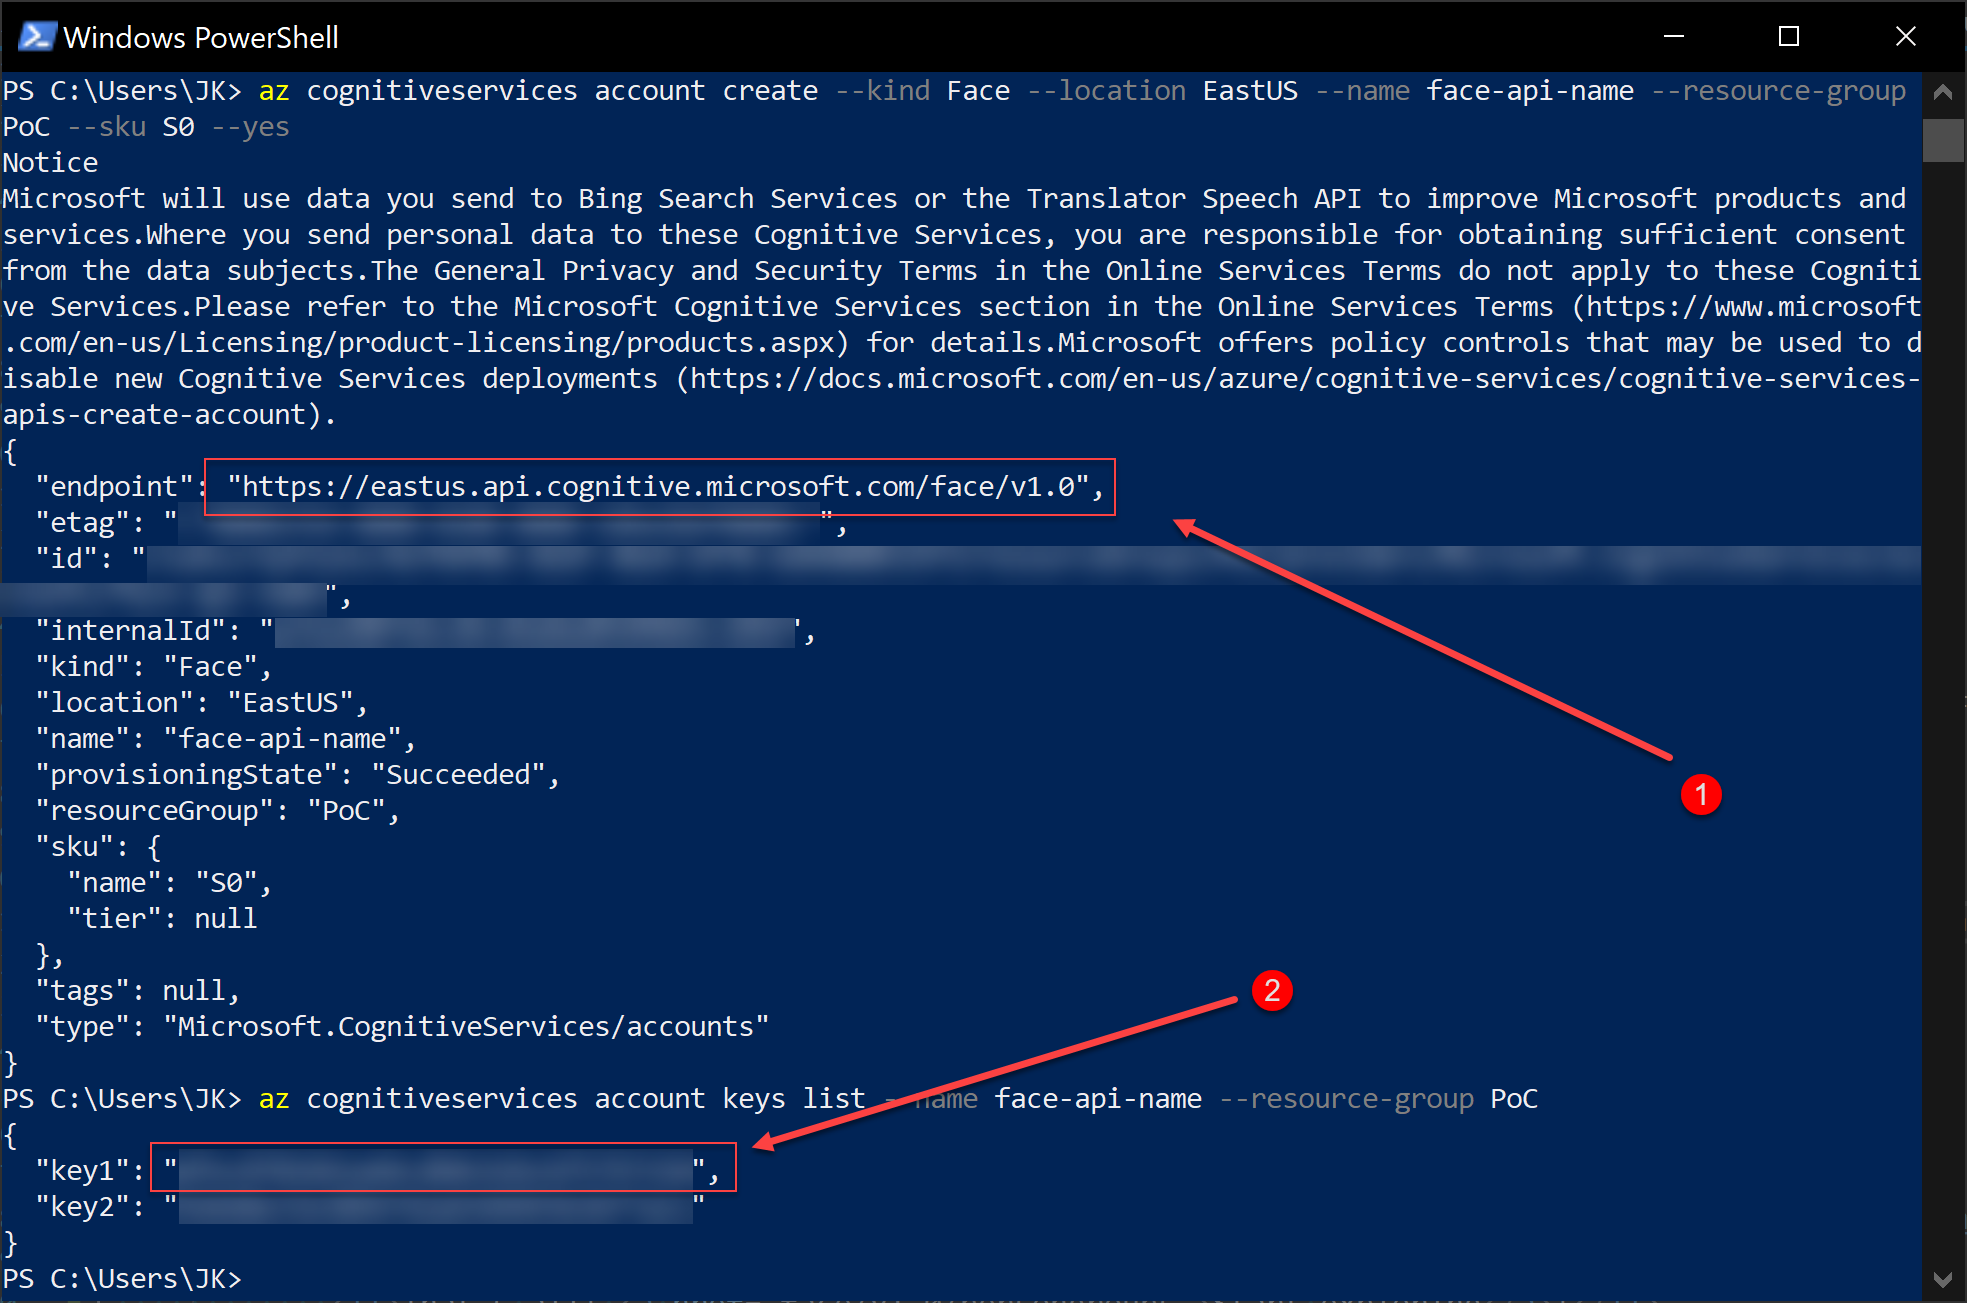 Windows PowerShell
PS C:\Users\JK> az cognitiveservices account create --kind Face --location EastUS --name face-api-name --resource-group
PoC --sku S0 --yes
Notice
Microsoft will use data you send to Bing Search Services or the Translator Speech API to improve Microsoft products and
services.Where you send personal data to these Cognitive Services, you are responsible for obtaining sufficient consent
from the data subjects.The General Privacy and Security Terms in the Online Services Terms do not apply to these Cogniti
ve Services.Please refer to the Microsoft Cognitive Services section in the Online Services Terms (https://www.microsoft
.com/en-us/Licensing/product-licensing/products.aspx) for details.Microsoft offers policy controls that may be used to d
isable new Cognitive Services deployments (https://docs.microsoft.com/en-us/azure/cognitive-services/cognitive-services-
apis-create-account).
{
  "endpoint": "https://eastus.api.cognitive.microsoft.com/face/v1.0",
  "etag": "",
  "id": "
",
  "internalId": "",
  "kind": "Face",
  "location": "EastUS",
  "name": "face-api-name",
  "provisioningState": "Succeeded",
1
  "resourceGroup": "PoC",
  "sku": {
    "name": "S0",
    "tier": null
  },
  "tags": null,
2
  "type": "Microsoft.CognitiveServices/accounts"
}
PS C:\Users\JK> az cognitiveservices account keys list --name face-api-name --resource-group PoC
{
  "key1": "",
  "key2": ""
}
PS C:\Users\JK>